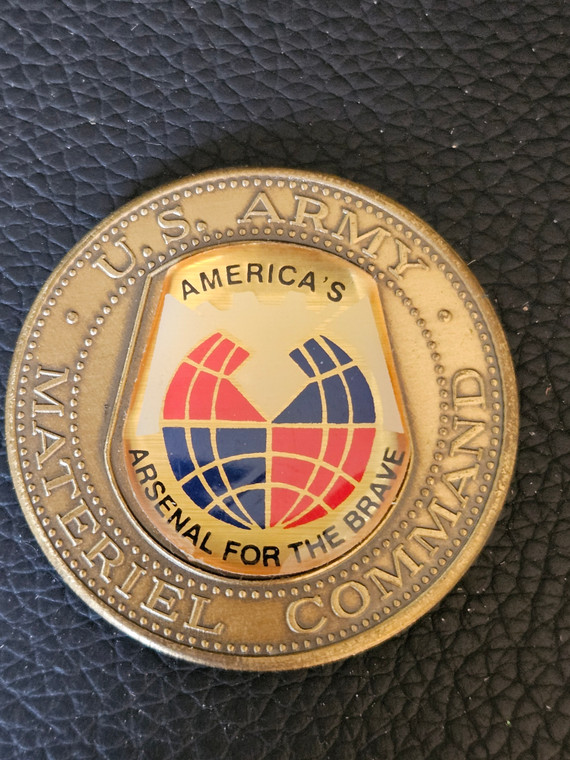 U.S. ARMY
MATERIEL COMMAND
AMERICA'S
ARSENAL FOR THE BRAVE